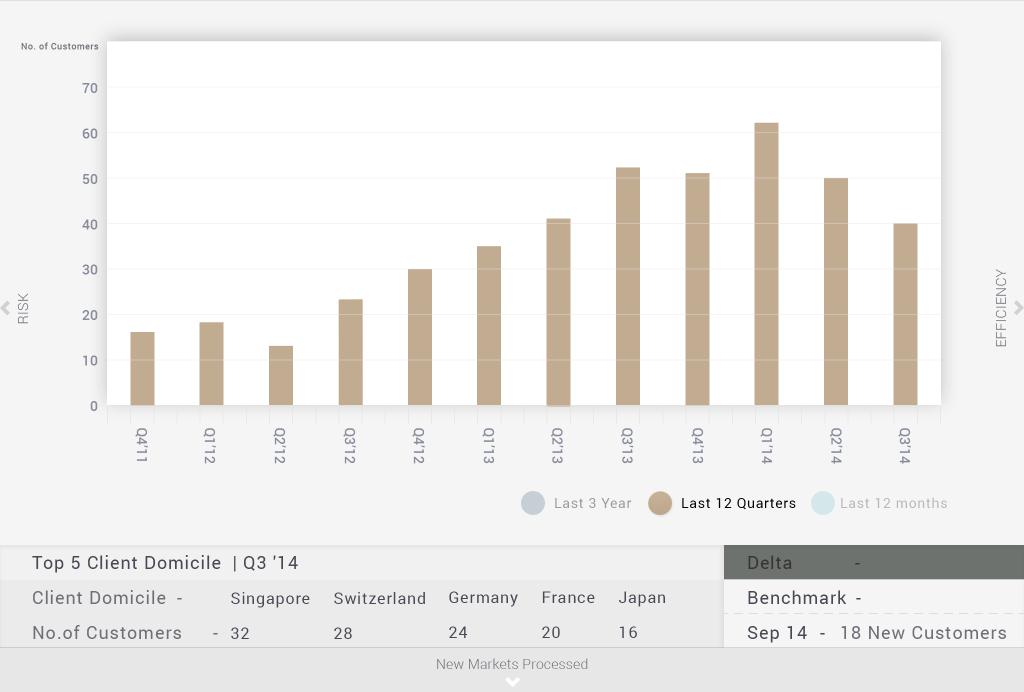 No. of Customers
70
60
50
40
30
20
10
0
RISK
EFFICIENCY
Q4'11 Q1'12 Q2'12 Q3'12 Q4'12 Q1'13 Q2'13 Q3'13 Q4'13 Q1'14 Q2'14 Q3'14
Last 3 Year Last 12 Quarters Last 12 months
Top 5 Client Domicile | Q3 '14
Client Domicile - Singapore Switzerland Germany France Japan
No.of Customers - 32 28 24 20 16
Delta -
Benchmark -
Sep 14 - 18 New Customers
New Markets Processed